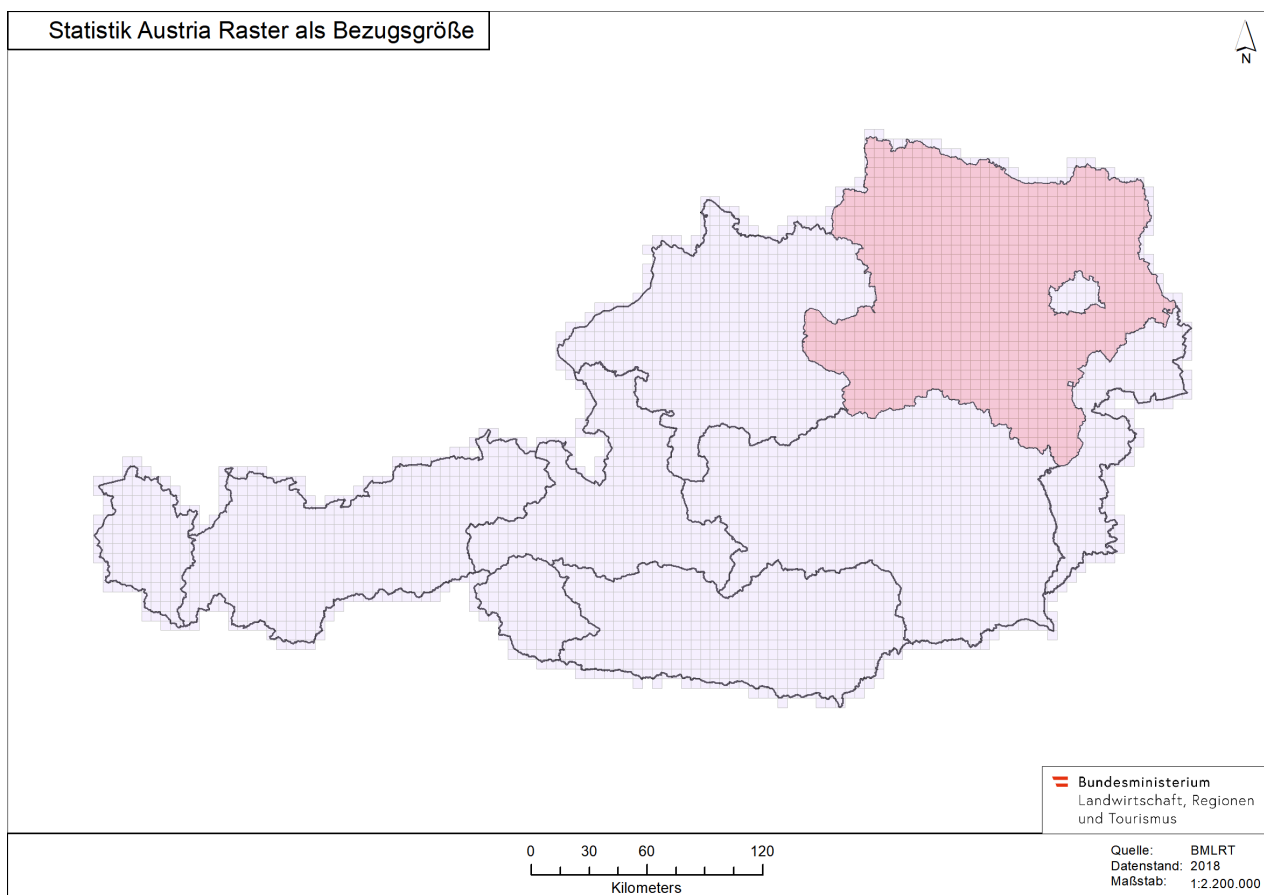 Statistik Austria Raster als Bezugsgröße
N
Bundesministerium
Landwirtschaft, Regionen
und Tourismus
0 30 60 120
Kilometers
Quelle: BMLRT
Datenstand: 2018
Maßstab: 1:2.200.000